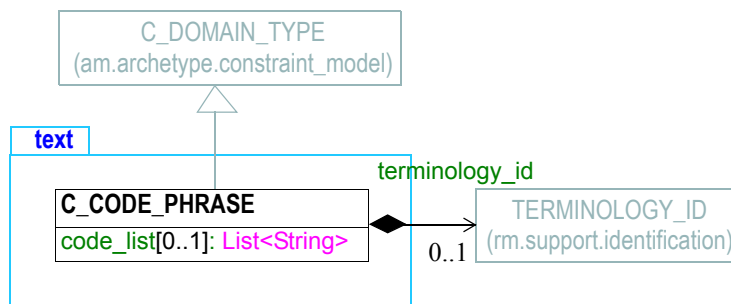 C_DOMAIN_TYPE
(am.archetype.constraint_model)
text
terminology_id
C_CODE_PHRASE
code_list[0..1]: List<String>
0..1
TERMINOLOGY_ID
(rm.support.identification)